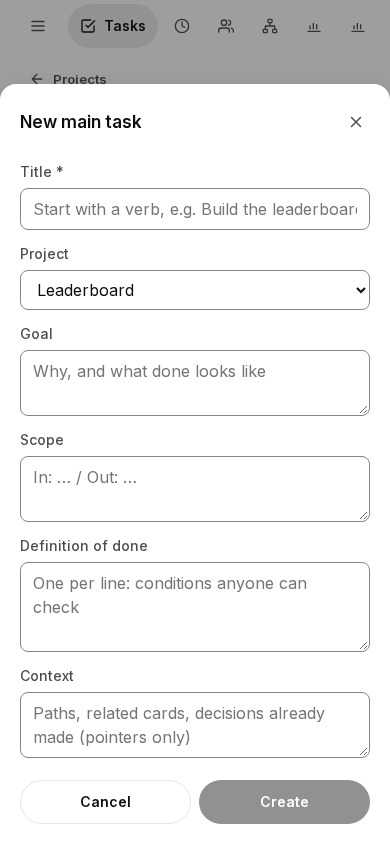 Tasks
Projects
New main task
Title *
Start with a verb, e.g. Build the leaderboar
Project
Leaderboard
Goal
Why, and what done looks like
Scope
In: ... / Out: ...
Definition of done
One per line: conditions anyone can
check
Context
Paths, related cards, decisions already
made (pointers only)
Cancel
Create